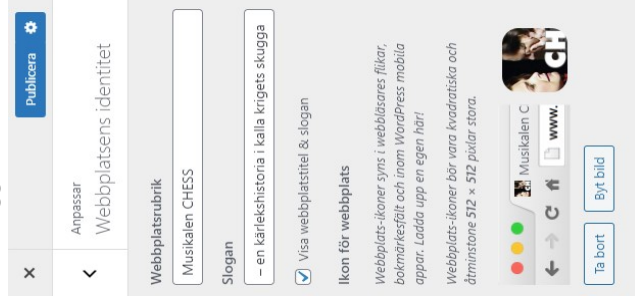 Publicera
Anpassar
Webbplatsens identitet
Webbplatsrubrik
Musikalen CHESS
Slogan
– en kärlekshistoria i kalla krigets skugga
Visa webbplatstitel & slogan
Ikon för webbplats
Webbplats-ikoner syns i webbläsares flikar,
bokmärkesfält och inom WordPress mobila
appar. Ladda upp en egen här!
Webbplats-ikoner bör vara kvadratiska och
åtminstone 512 × 512 pixlar stora.
Musikalen C
www.
CH
Ta bort
Byt bild